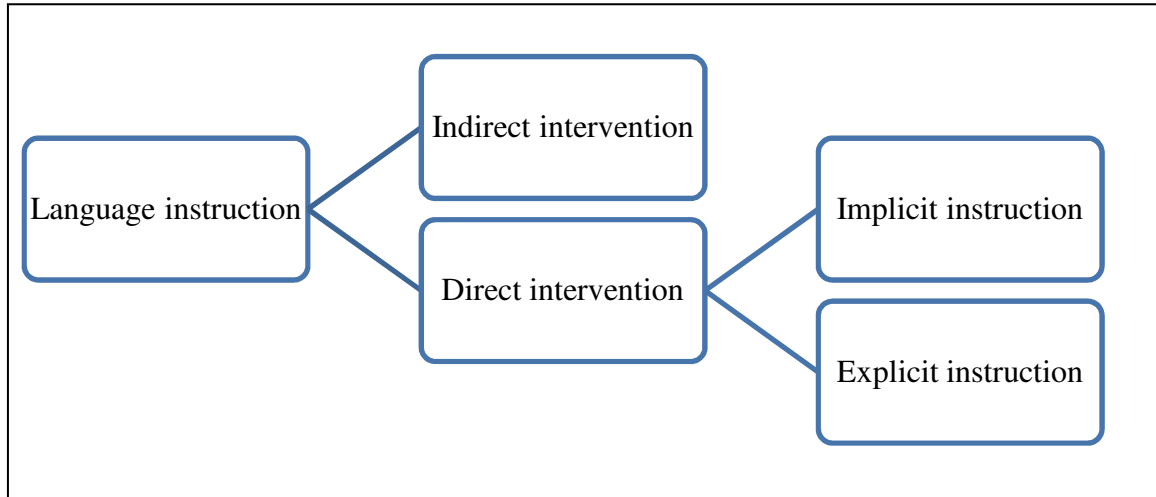 Language instruction
Indirect intervention
Direct intervention
Implicit instruction
Explicit instruction